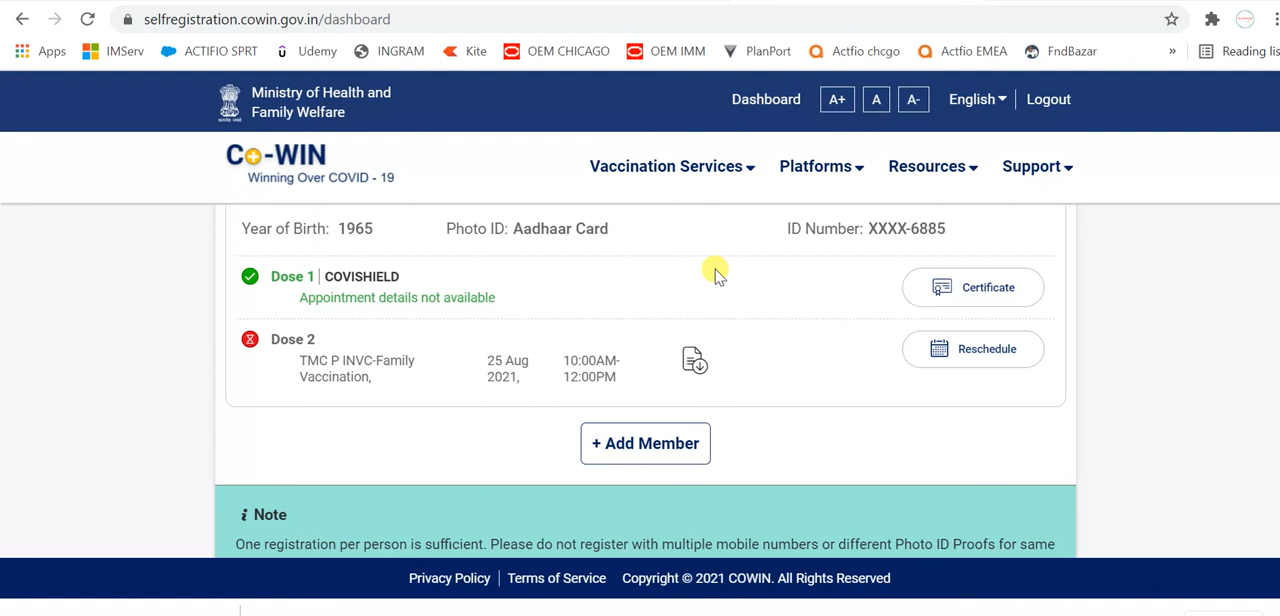 selfregistration.cowin.gov.in/dashboard
Apps IMServ ACTIFIO SPRT Udemy INGRAM Kite OEM CHICAGO OEM IMM PlanPort Actfio chcgo Actfio EMEA FndBazar » Reading lis
Ministry of Health and
Family Welfare
Dashboard A+ A A- English Logout
Co-WIN
Winning Over COVID - 19
Vaccination Services Platforms Resources Support
Year of Birth: 1965 Photo ID: Aadhaar Card ID Number: XXXX-6885
Dose 1 | COVISHIELD
Appointment details not available
Certificate
Dose 2
TMC P INVC-Family
Vaccination,
25 Aug
2021,
10:00AM-
12:00PM
Reschedule
+ Add Member
i Note
One registration per person is sufficient. Please do not register with multiple mobile numbers or different Photo ID Proofs for same
Privacy Policy | Terms of Service Copyright © 2021 COWIN. All Rights Reserved